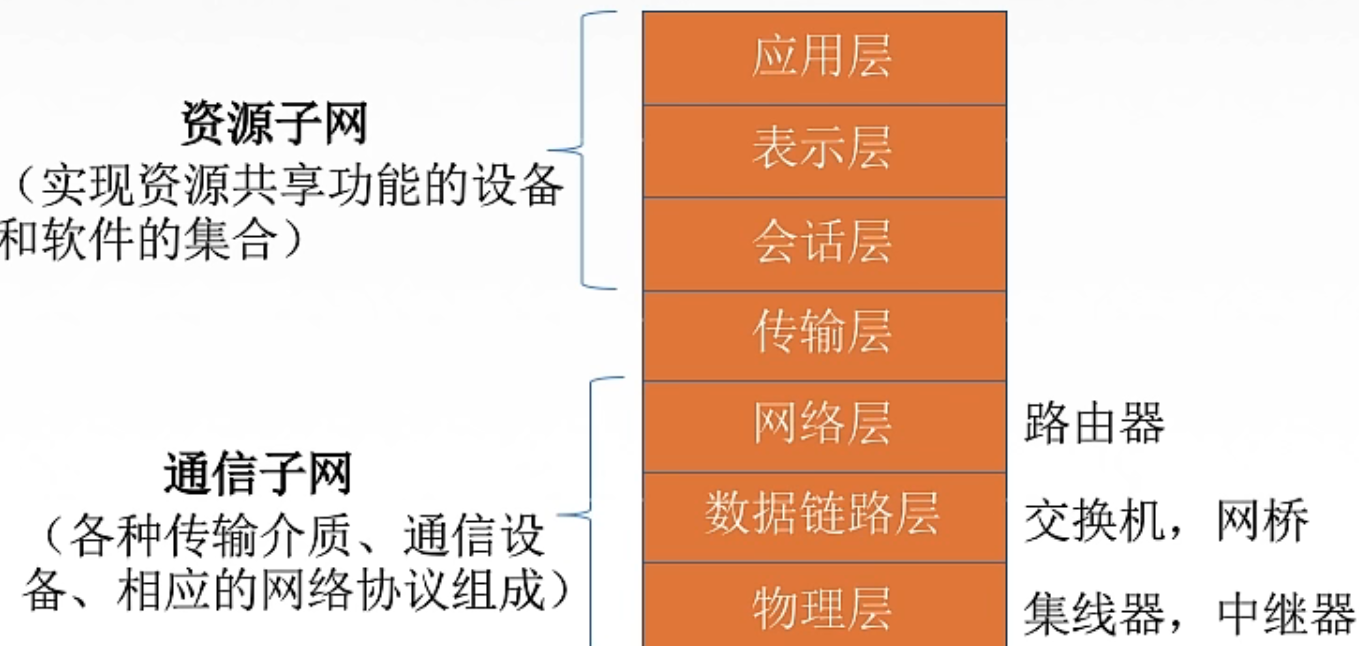 应用层
资源子网
表示层
（实现资源共享功能的设备
和软件的集合）
会话层
传输层
网络层
路由器
通信子网
数据链路层
交换机，网桥
（各种传输介质、通信设
备、相应的网络协议组成）
物理层
集线器，中继器